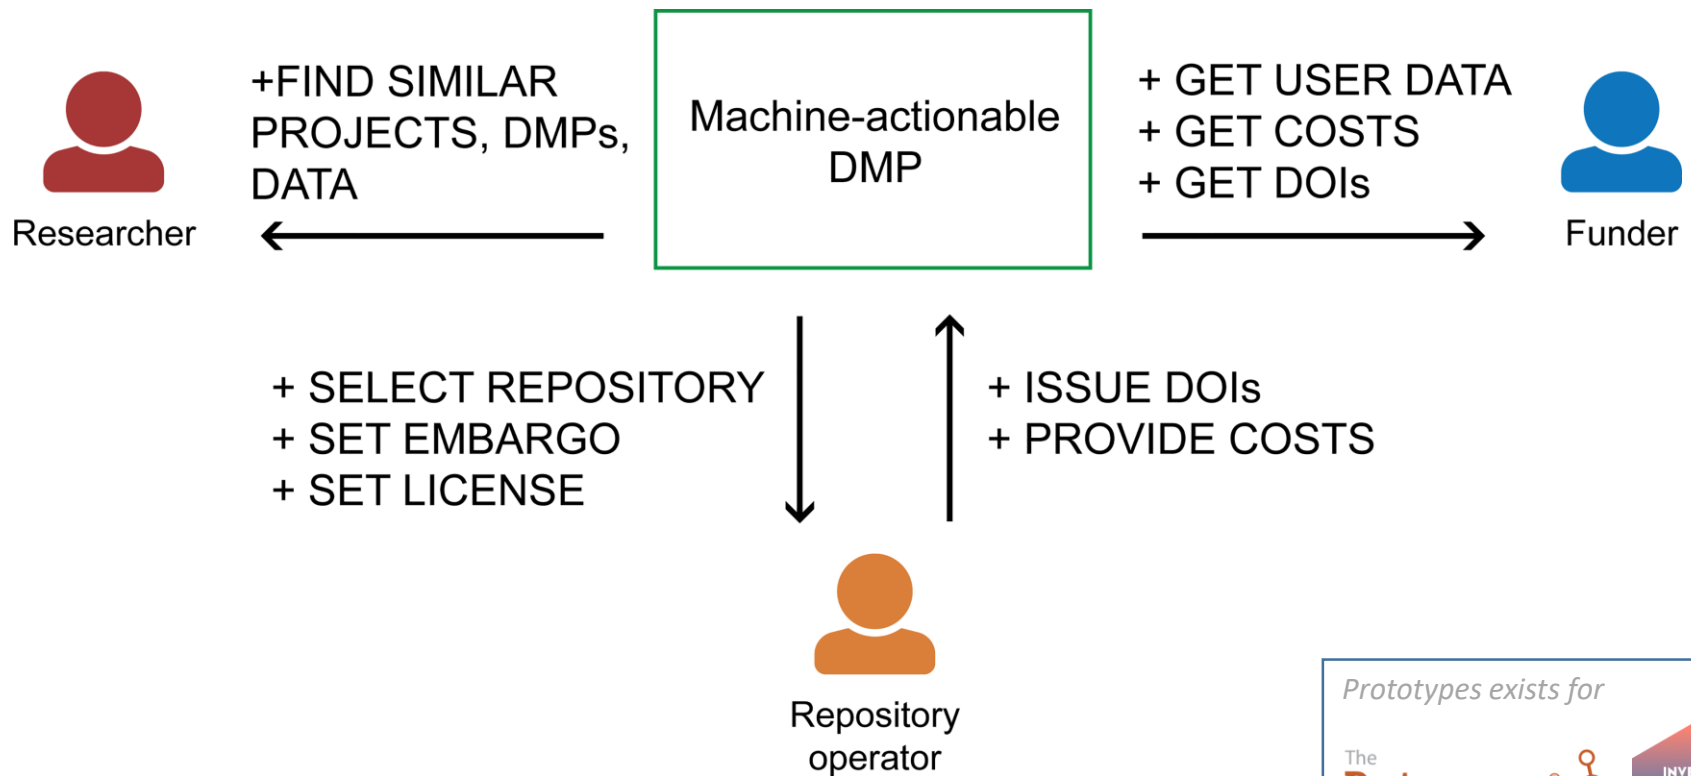 +FIND SIMILAR
PROJECTS, DMPs,
DATA
Researcher
Machine-actionable
DMP
+ GET USER DATA
+ GET COSTS
+ GET DOIs
Funder
+ SELECT REPOSITORY
+ SET EMBARGO
+ SET LICENSE
+ ISSUE DOIs
+ PROVIDE COSTS
Repository
operator
Prototypes exists for
The